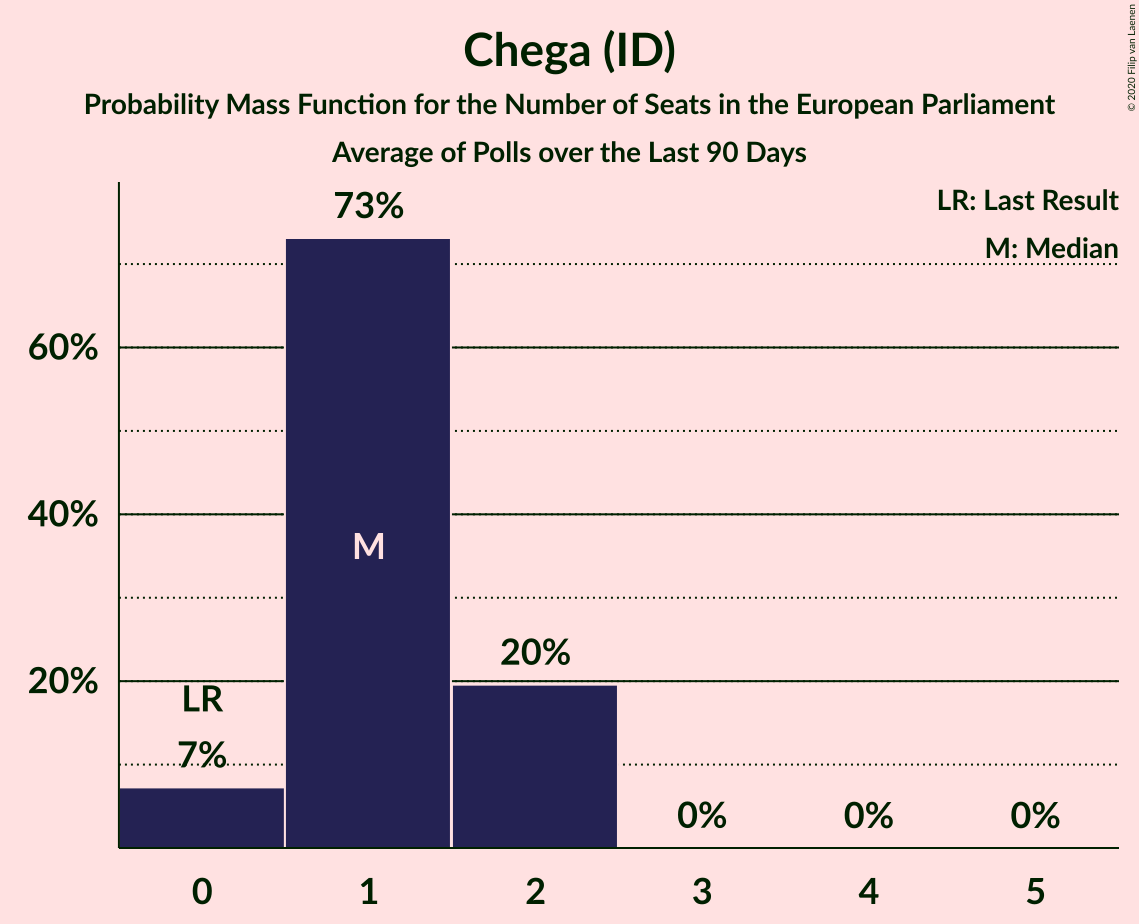 Chega (ID)
Probability Mass Function for the Number of Seats in the European Parliament
Average of Polls over the Last 90 Days
© 2020 Filip van Laenen
LR: Last Result
M: Median
73%
60%
40%
M
20%
20%
LR
7%
0%
0%
0%
0
1
2
3
4
5